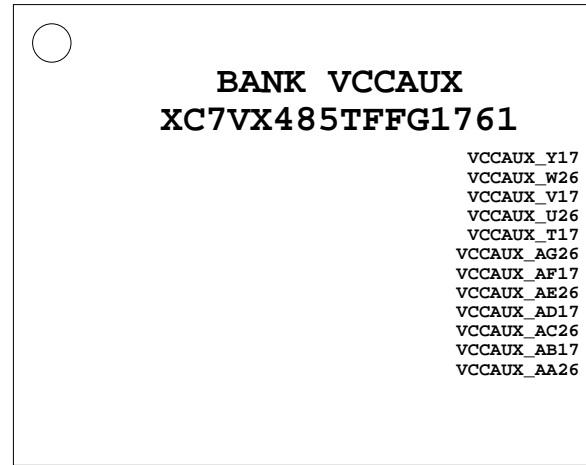 BANK VCCAUX
XC7VX485TFFG1761
VCCAUX_Y17
VCCAUX_W26
VCCAUX_V17
VCCAUX_U26
VCCAUX_T17
VCCAUX_AG26
VCCAUX_AF17
VCCAUX_AE26
VCCAUX_AD17
VCCAUX_AC26
VCCAUX_AB17
VCCAUX_AA26